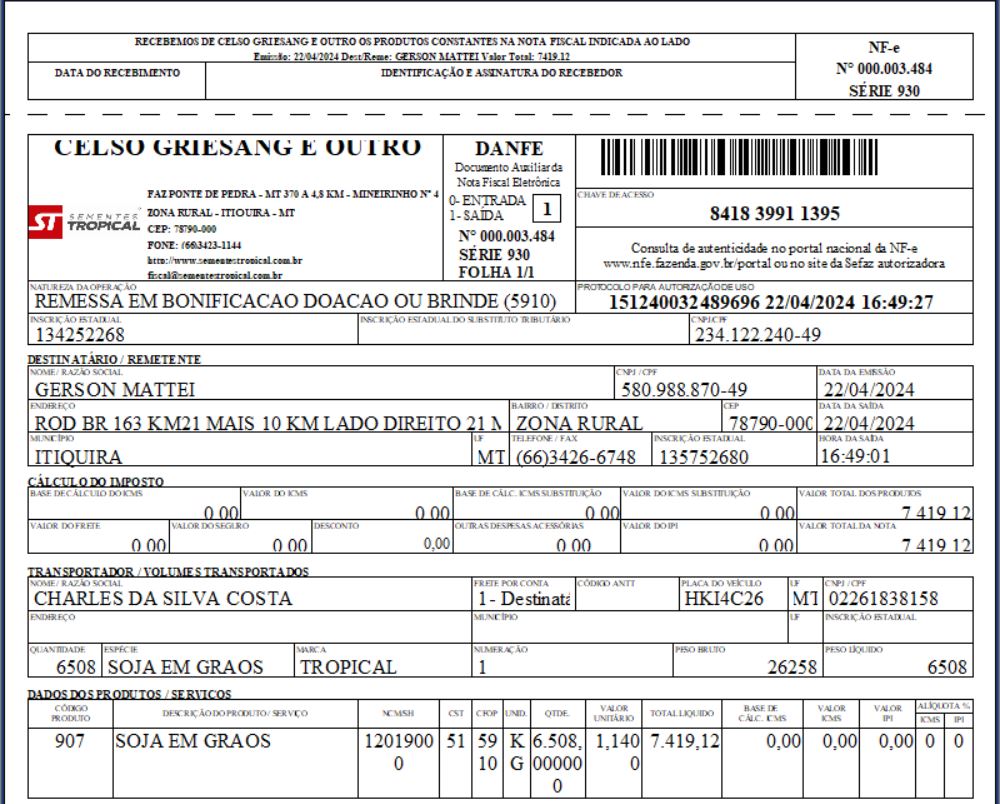 RECEBEMOS DE CELSO GRIESANG E OUTRO OS PRODUTOS CONSTANTES NA NOTA FISCAL INDICADA AO LADO
Emissão: 22/04/2024 Dest/Reme: GERSON MATTEI Valor Total: 7419.12
DATA DO RECEBIMENTO
IDENTIFICAÇÃO E ASSINATURA DO RECEBEDOR
NF-e
N° 000.003.484
SÉRIE 930
CELSO GRIESANG E OUTRO
ST SEMENTES TROPICAL
FAZ PONTE DE PEDRA - MT 370 A 4,8 KM - MINEIRINHO N° 4
ZONA RURAL - ITIQUIRA - MT
CEP: 78790-000
FONE: (66)3423-1144
http://www.sementestropical.com.br
fiscal@sementestropical.com.br
DANFE
Documento Auxiliar da
Nota Fiscal Eletrônica
0- ENTRADA
1- SAÍDA
1
N° 000.003.484
SÉRIE 930
FOLHA 1/1
CHAVE DE ACESSO
8418 3991 1395
Consulta de autenticidade no portal nacional da NF-e
www.nfe.fazenda.gov.br/portal ou no site da Sefaz autorizadora
NATUREZA DA OPERAÇÃO
REMESSA EM BONIFICACAO DOACAO OU BRINDE (5910)
PROTOCOLO PARA AUTORIZAÇÃO DE USO
151240032489696 22/04/2024 16:49:27
INSCRIÇÃO ESTADUAL
134252268
INSCRIÇÃO ESTADUAL DO SUBSTITUTO TRIBUTÁRIO
CNPJ/CPF
234.122.240-49
DESTINATÁRIO / REMETENTE
NOME / RAZÃO SOCIAL
GERSON MATTEI
CNPJ / CPF
580.988.870-49
DATA DA EMISSÃO
22/04/2024
ENDEREÇO
ROD BR 163 KM21 MAIS 10 KM LADO DIREITO 21 M
BAIRRO / DISTRITO
ZONA RURAL
CEP
78790-000
DATA DA SAÍDA
22/04/2024
MUNICÍPIO
ITIQUIRA
UF
MT
TELEFONE / FAX
(66)3426-6748
INSCRIÇÃO ESTADUAL
135752680
HORA DA SAÍDA
16:49:01
CÁLCULO DO IMPOSTO
BASE DE CÁLCULO DO ICMS
0,00
VALOR DO ICMS
0,00
BASE DE CÁLC. ICMS SUBSTITUIÇÃO
0,00
VALOR DO ICMS SUBSTITUIÇÃO
0,00
VALOR TOTAL DOS PRODUTOS
7.419,12
VALOR DO FRETE
0,00
VALOR DO SEGURO
0,00
DESCONTO
0,00
OUTRAS DESPESAS ACESSÓRIAS
0,00
VALOR DO IPI
0,00
VALOR TOTAL DA NOTA
7.419,12
TRANSPORTADOR / VOLUMES TRANSPORTADOS
NOME / RAZÃO SOCIAL
CHARLES DA SILVA COSTA
FRETE POR CONTA
1- Destinatá
CÓDIGO ANTT
PLACA DO VEÍCULO
HKI4C26
UF
MT
CNPJ / CPF
02261838158
ENDEREÇO
MUNICÍPIO
UF
INSCRIÇÃO ESTADUAL
QUANTIDADE
6508
ESPÉCIE
SOJA EM GRAOS
MARCA
TROPICAL
NUMERAÇÃO
1
PESO BRUTO
26258
PESO LÍQUIDO
6508
DADOS DOS PRODUTOS / SERVICOS
CÓDIGO PRODUTO
DESCRIÇÃO DO PRODUTO / SERVIÇO
NCM/SH
CST
CFOP
UNID.
QTDE.
VALOR UNITÁRIO
TOTAL LIQUIDO
BASE DE CÁLC. ICMS
VALOR ICMS
VALOR IPI
ALÍQUOTA %
ICMS
IPI
907
SOJA EM GRAOS
12019000
51
5910
KG
6.508,000000
1,1400
7.419,12
0,00
0,00
0,00
0
0